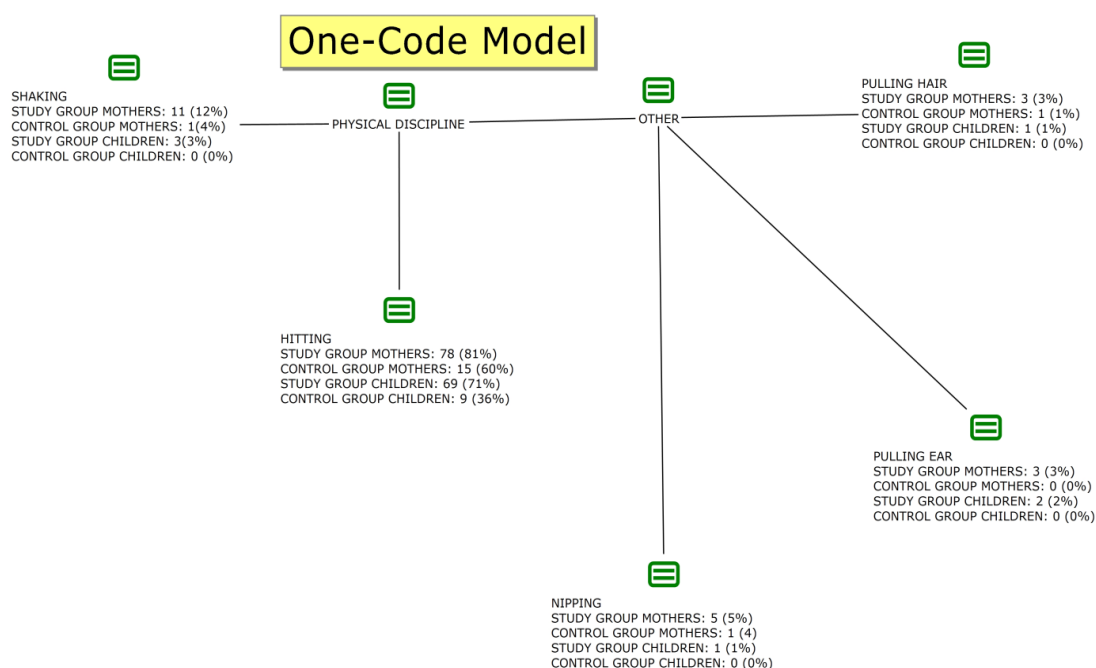 One-Code Model
SHAKING
STUDY GROUP MOTHERS: 11 (12%)
CONTROL GROUP MOTHERS: 1(4%)
STUDY GROUP CHILDREN: 3(3%)
CONTROL GROUP CHILDREN: 0 (0%)
PHYSICAL DISCIPLINE
OTHER
PULLING HAIR
STUDY GROUP MOTHERS: 3 (3%)
CONTROL GROUP MOTHERS: 1 (1%)
STUDY GROUP CHILDREN: 1 (1%)
CONTROL GROUP CHILDREN: 0 (0%)
HITTING
STUDY GROUP MOTHERS: 78 (81%)
CONTROL GROUP MOTHERS: 15 (60%)
STUDY GROUP CHILDREN: 69 (71%)
CONTROL GROUP CHILDREN: 9 (36%)
PULLING EAR
STUDY GROUP MOTHERS: 3 (3%)
CONTROL GROUP MOTHERS: 0 (0%)
STUDY GROUP CHILDREN: 2 (2%)
CONTROL GROUP CHILDREN: 0 (0%)
NIPPING
STUDY GROUP MOTHERS: 5 (5%)
CONTROL GROUP MOTHERS: 1 (4)
STUDY GROUP CHILDREN: 1 (1%)
CONTROL GROUP CHILDREN: 0 (0%)